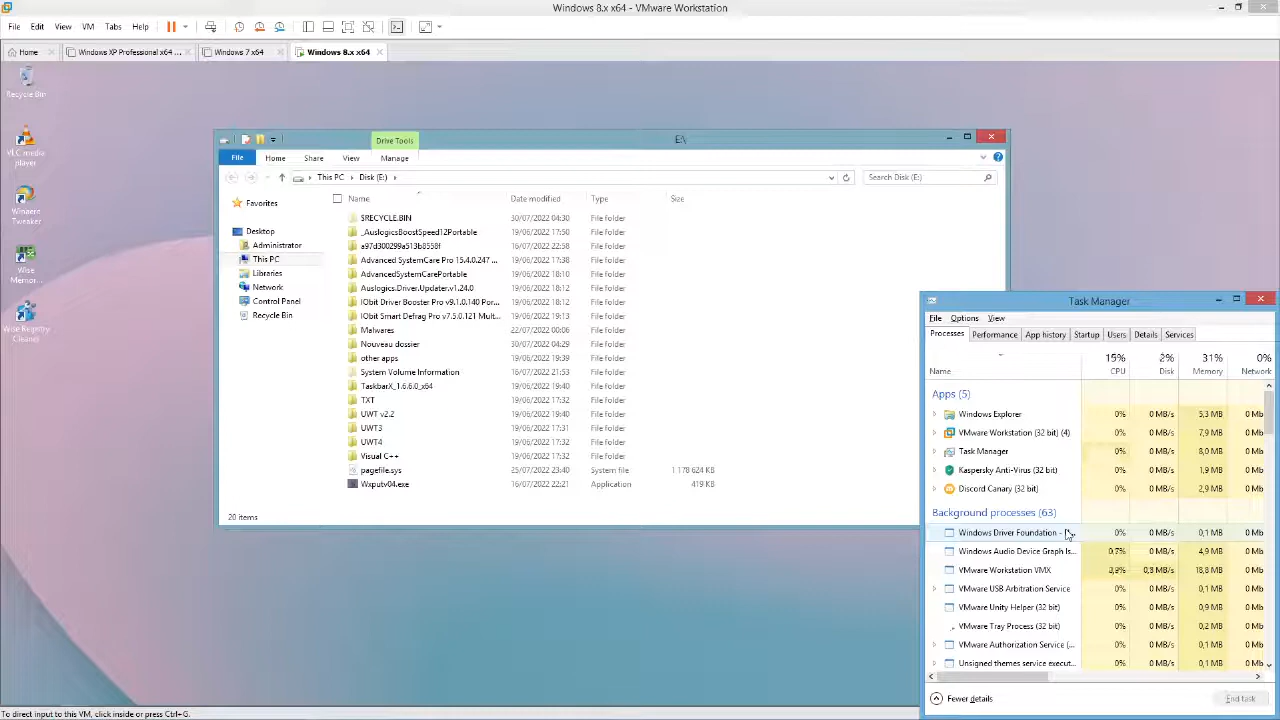 Windows 8.x x64 - VMware Workstation
File Edit View VM Tabs Help
Home Windows XP Professional x64 ... Windows 7 x64 Windows 8.x x64
Recycle Bin
VLC media
player
Winaero
Tweaker
Wise
Memor...
Wise Registry
Cleaner
Drive Tools E:\
File Home Share View Manage
This PC Disk (E:) Search Disk (E:)
Favorites
Desktop
Administrator
This PC
Libraries
Network
Control Panel
Recycle Bin
Name Date modified Type Size
$RECYCLE.BIN 30/07/2022 04:30 File folder
_AuslogicsBoostSpeed12Portable 19/06/2022 17:50 File folder
a97d300299a513b8558f 16/07/2022 22:58 File folder
Advanced SystemCare Pro 15.4.0.247 ... 19/06/2022 17:38 File folder
AdvancedSystemCarePortable 19/06/2022 18:10 File folder
Auslogics.Driver.Updater.v1.24.0 19/06/2022 18:12 File folder
IObit Driver Booster Pro v9.1.0.140 Por... 19/06/2022 18:12 File folder
IObit Smart Defrag Pro v7.5.0.121 Mult... 19/06/2022 19:13 File folder
Malwares 22/07/2022 00:06 File folder
Nouveau dossier 30/07/2022 04:29 File folder
other apps 19/06/2022 19:39 File folder
System Volume Information 16/07/2022 21:53 File folder
TaskbarX_1.6.6.0_x64 19/06/2022 19:40 File folder
TXT 19/06/2022 17:32 File folder
UWT v2.2 19/06/2022 19:40 File folder
UWT3 19/06/2022 17:31 File folder
UWT4 19/06/2022 17:32 File folder
Visual C++ 19/06/2022 17:32 File folder
pagefile.sys 25/07/2022 23:40 System file 1 178 624 KB
Wxputv04.exe 16/07/2022 22:21 Application 419 KB
20 items
Task Manager
File Options View
Processes Performance App history Startup Users Details Services
15% 2% 31% 0%
Name CPU Disk Memory Network
Apps (5)
Windows Explorer 0% 0 MB/s 5,3 MB 0 Mb
VMware Workstation (32 bit) (4) 0% 0 MB/s 7,9 MB 0 Mb
Task Manager 0% 0 MB/s 8,0 MB 0 Mb
Kaspersky Anti-Virus (32 bit) 0% 0 MB/s 1,9 MB 0 Mb
Discord Canary (32 bit) 0% 0 MB/s 2,9 MB 0 Mb
Background processes (63)
Windows Driver Foundation - 0% 0 MB/s 0,1 MB 0 Mb
Windows Audio Device Graph Is... 0,7% 0 MB/s 4,9 MB 0 Mb
VMware Workstation VMX 18,8 MB 0 Mb
VMware USB Arbitration Service 0% 0 MB/s 0,1 MB 0 Mb
VMware Unity Helper (32 bit) 0% 0 MB/s 0,9 MB 0 Mb
VMware Tray Process (32 bit) 0% 0 MB/s 0,2 MB 0 Mb
VMware Authorization Service (... 0% 0 MB/s 0,1 MB 0 Mb
Unsigned themes service execut... 0% 0 MB/s 0,1 MB 0 Mb
Fewer details End task
To direct input to this VM, click inside or press Ctrl+G.